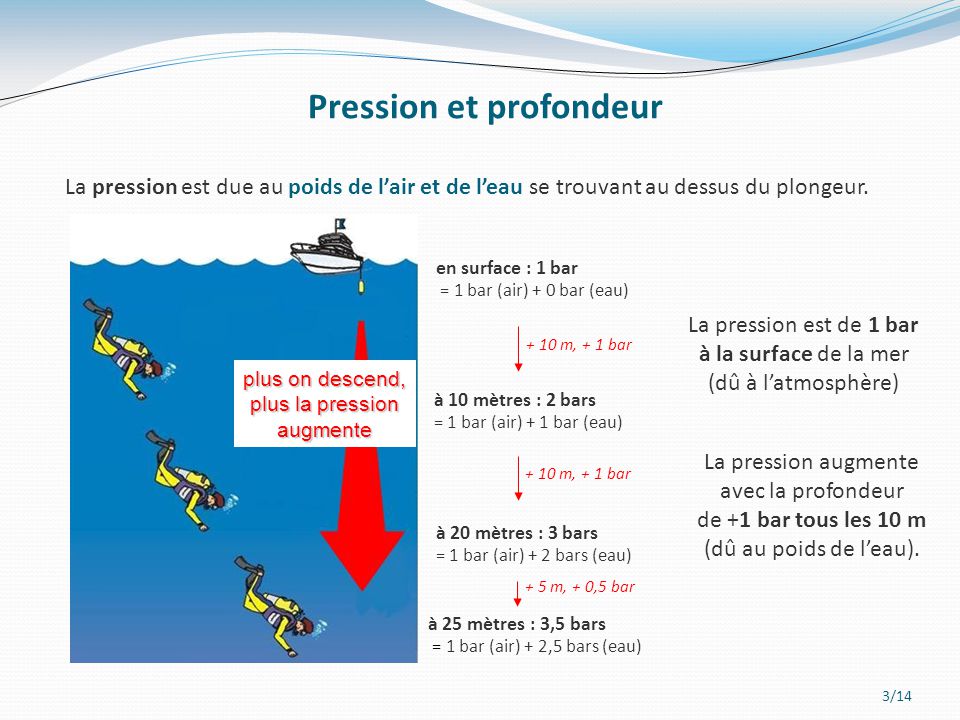 Pression et profondeur
La pression est due au poids de l’air et de l’eau se trouvant au dessus du plongeur.
en surface : 1 bar
= 1 bar (air) + 0 bar (eau)
+ 10 m, + 1 bar
plus on descend,
plus la pression
augmente
à 10 mètres : 2 bars
= 1 bar (air) + 1 bar (eau)
+ 10 m, + 1 bar
à 20 mètres : 3 bars
= 1 bar (air) + 2 bars (eau)
+ 5 m, + 0,5 bar
à 25 mètres : 3,5 bars
= 1 bar (air) + 2,5 bars (eau)
La pression est de 1 bar
à la surface de la mer
(dû à l’atmosphère)
La pression augmente
avec la profondeur
de +1 bar tous les 10 m
(dû au poids de l’eau).
3/14